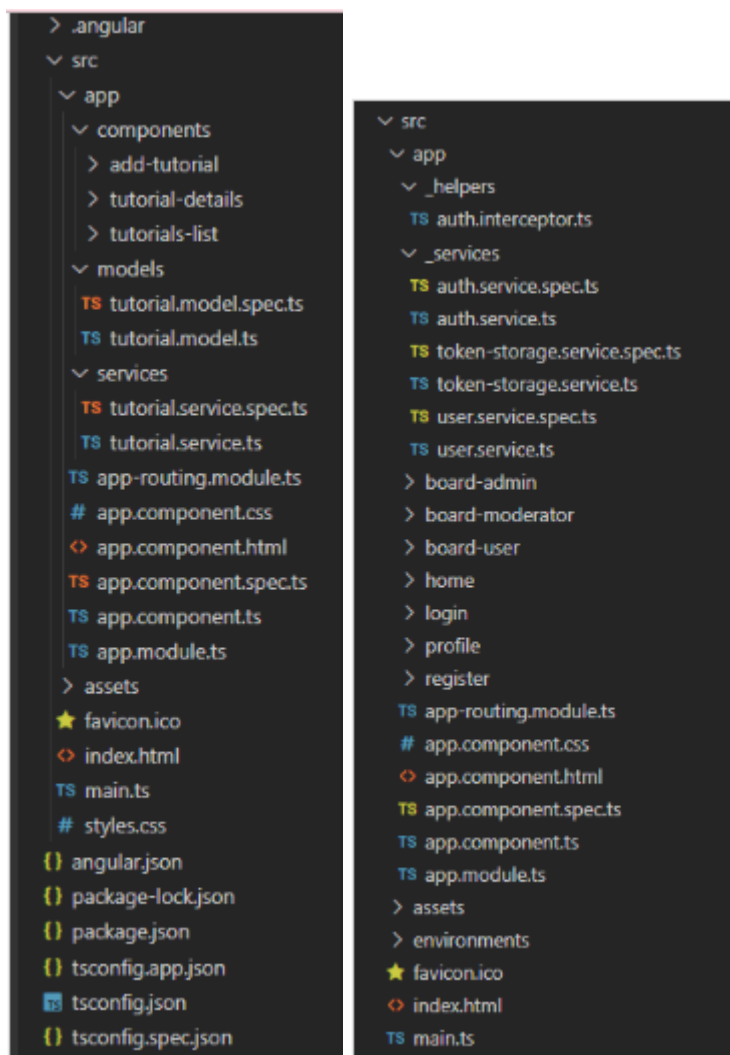 .angular
src
app
components
add-tutorial
tutorial-details
tutorials-list
models
TS tutorial.model.spec.ts
TS tutorial.model.ts
services
TS tutorial.service.spec.ts
TS tutorial.service.ts
TS app-routing.module.ts
# app.component.css
<> app.component.html
TS app.component.spec.ts
TS app.component.ts
TS app.module.ts
assets
favicon.ico
<> index.html
TS main.ts
# styles.css
{} angular.json
{} package-lock.json
{} package.json
{} tsconfig.app.json
TS tsconfig.json
{} tsconfig.spec.json
src
app
_helpers
TS auth.interceptor.ts
_services
TS auth.service.spec.ts
TS auth.service.ts
TS token-storage.service.spec.ts
TS token-storage.service.ts
TS user.service.spec.ts
TS user.service.ts
board-admin
board-moderator
board-user
home
login
profile
register
TS app-routing.module.ts
# app.component.css
<> app.component.html
TS app.component.spec.ts
TS app.component.ts
TS app.module.ts
assets
environments
favicon.ico
<> index.html
TS main.ts